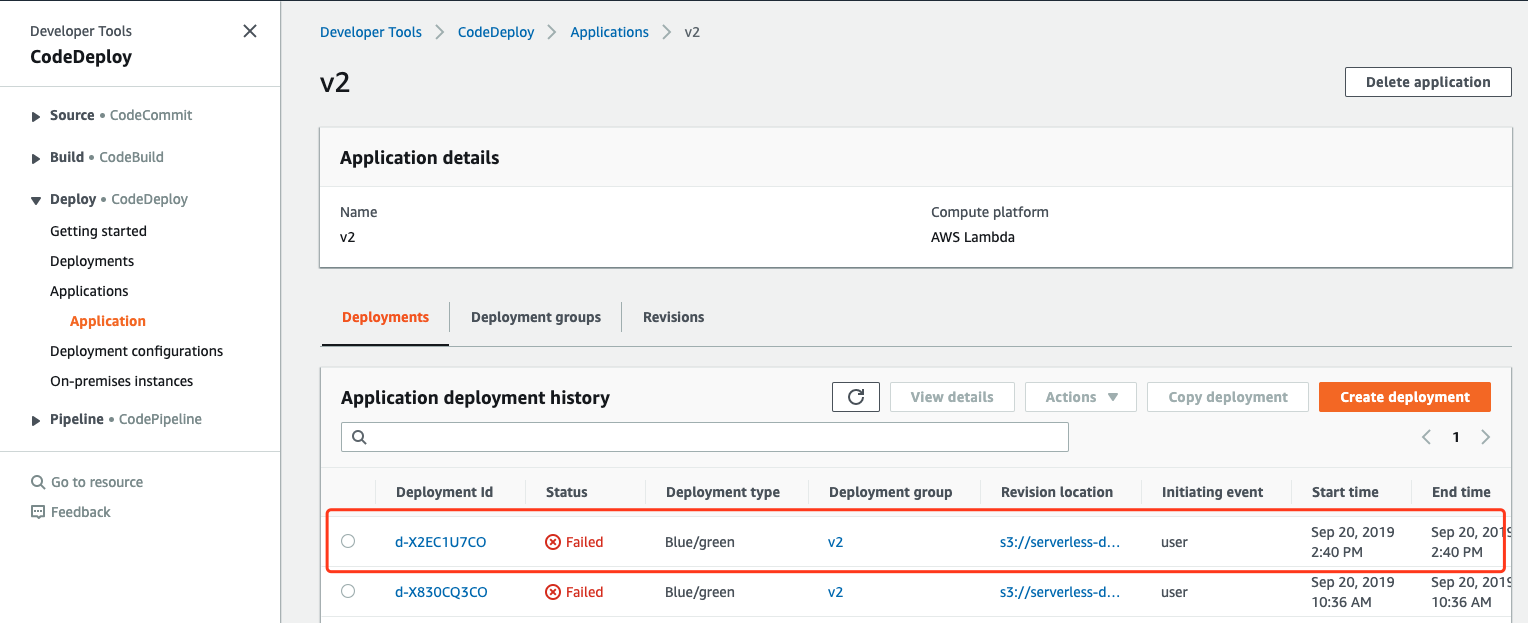 Developer Tools
CodeDeploy
Source • CodeCommit
Build • CodeBuild
Deploy • CodeDeploy
Getting started
Deployments
Applications
Application
Deployment configurations
On-premises instances
Pipeline • CodePipeline
Go to resource
Feedback
Developer Tools > CodeDeploy > Applications > v2
v2
Delete application
Application details
Name
v2
Compute platform
AWS Lambda
Deployments
Deployment groups
Revisions
Application deployment history
View details
Actions
Copy deployment
Create deployment
1
Deployment Id Status Deployment type Deployment group Revision location Initiating event Start time End time
d-X2EC1U7CO Failed Blue/green v2 s3://serverless-d... user Sep 20, 2019 2:40 PM Sep 20, 2019 2:40 PM
d-X830CQ3CO Failed Blue/green v2 s3://serverless-d... user Sep 20, 2019 10:36 AM Sep 20, 2019 10:36 AM